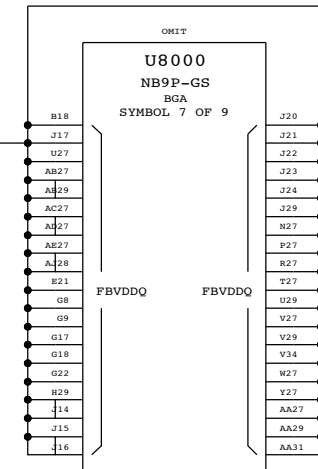 OMIT
U8000
NB9P-GS
BGA
SYMBOL 7 OF 9
B18 J20
J17 J21
U27 J22
AB27 J23
AB29 J24
AC27 J29
AD27 N27
AE27 P27
AJ28 R27
E21 T27
G8 FBVDDQ FBVDDQ U29
G9 V27
G17 V29
G18 V34
G22 W27
H29 Y27
J14 AA27
J15 AA29
J16 AA31